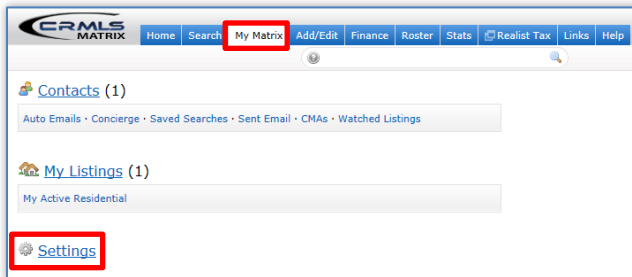 CRMLS
MATRIX
Home Search My Matrix Add/Edit Finance Roster Stats Realist Tax Links Help
Contacts (1)
Auto Emails · Concierge · Saved Searches · Sent Email · CMAs · Watched Listings
My Listings (1)
My Active Residential
Settings